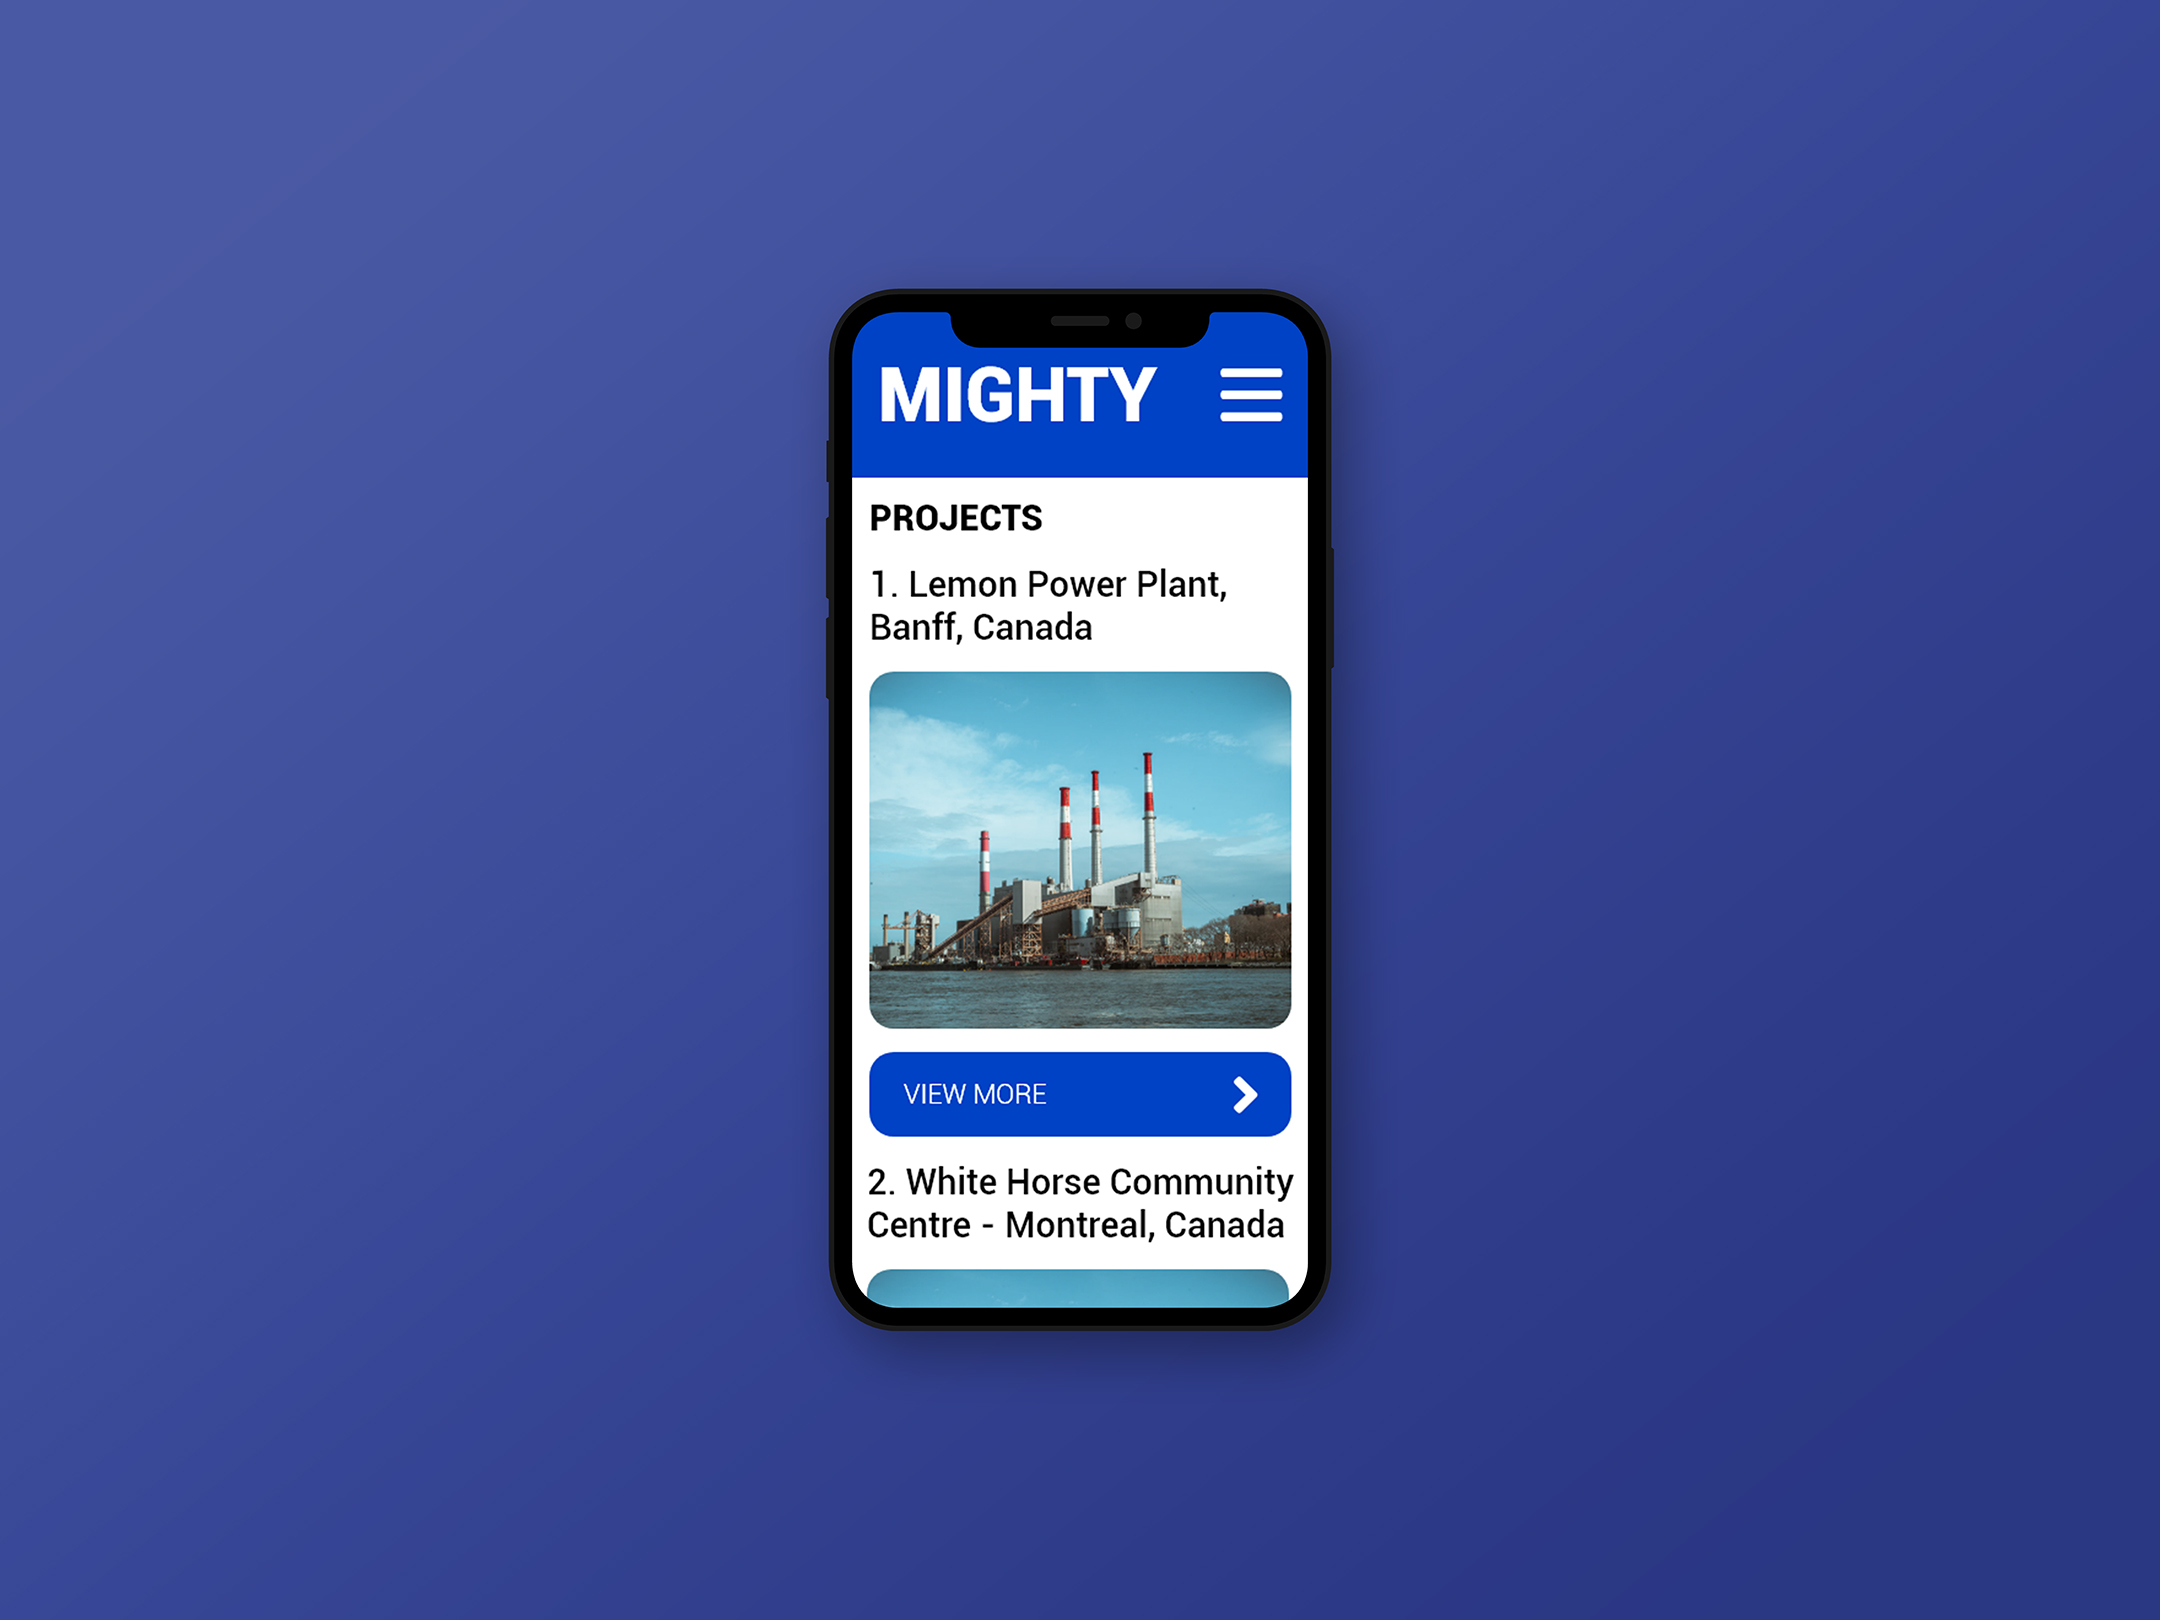 MIGHTY
PROJECTS
1. Lemon Power Plant,
Banff, Canada
VIEW MORE
2. White Horse Community
Centre - Montreal, Canada